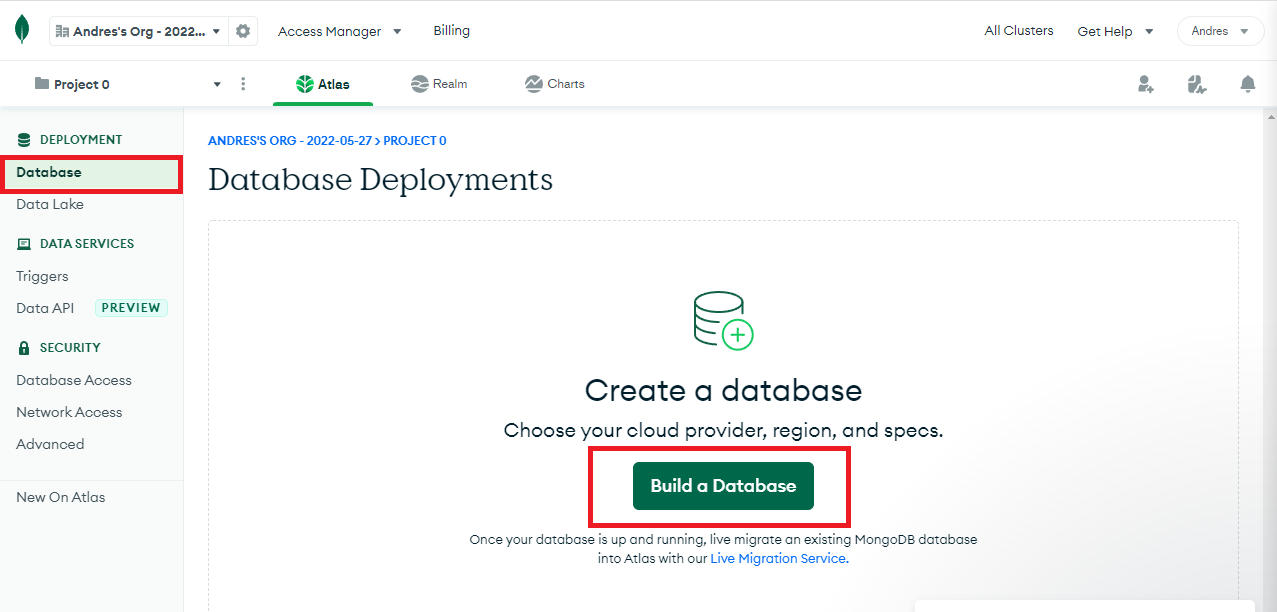 Andres's Org - 2022...
Access Manager
Billing
All Clusters
Get Help
Andres
Project 0
Atlas
Realm
Charts
DEPLOYMENT
Database
Data Lake
DATA SERVICES
Triggers
Data API PREVIEW
SECURITY
Database Access
Network Access
Advanced
New On Atlas
ANDRES'S ORG - 2022-05-27 > PROJECT 0
Database Deployments
Create a database
Choose your cloud provider, region, and specs.
Build a Database
Once your database is up and running, live migrate an existing MongoDB database
into Atlas with our Live Migration Service.